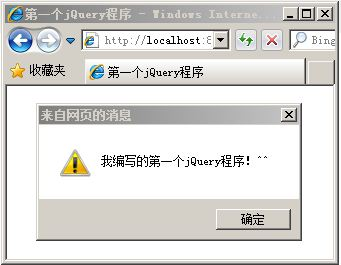 第一个jQuery程序 - Windows Interne...
http://localhost:8
Bing
收藏夹
第一个jQuery程序
来自网页的消息
我编写的第一个jQuery程序! ^^
确定